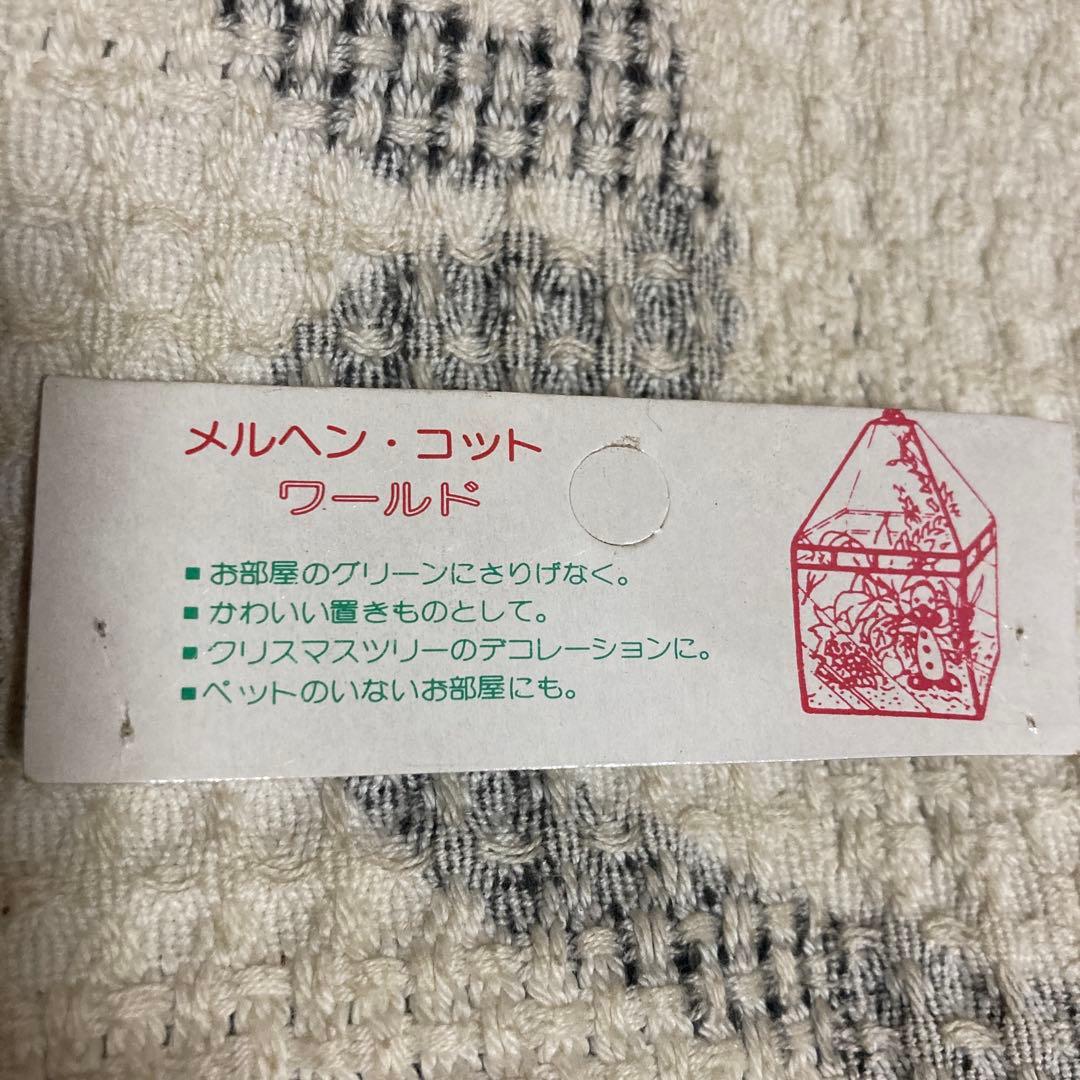 メルヘン・コット
ワールド
■お部屋のグリーンにさりげなく。
■かわいい置きものとして。
■クリスマスツリーのデコレーションに。
■ペットのいないお部屋にも。